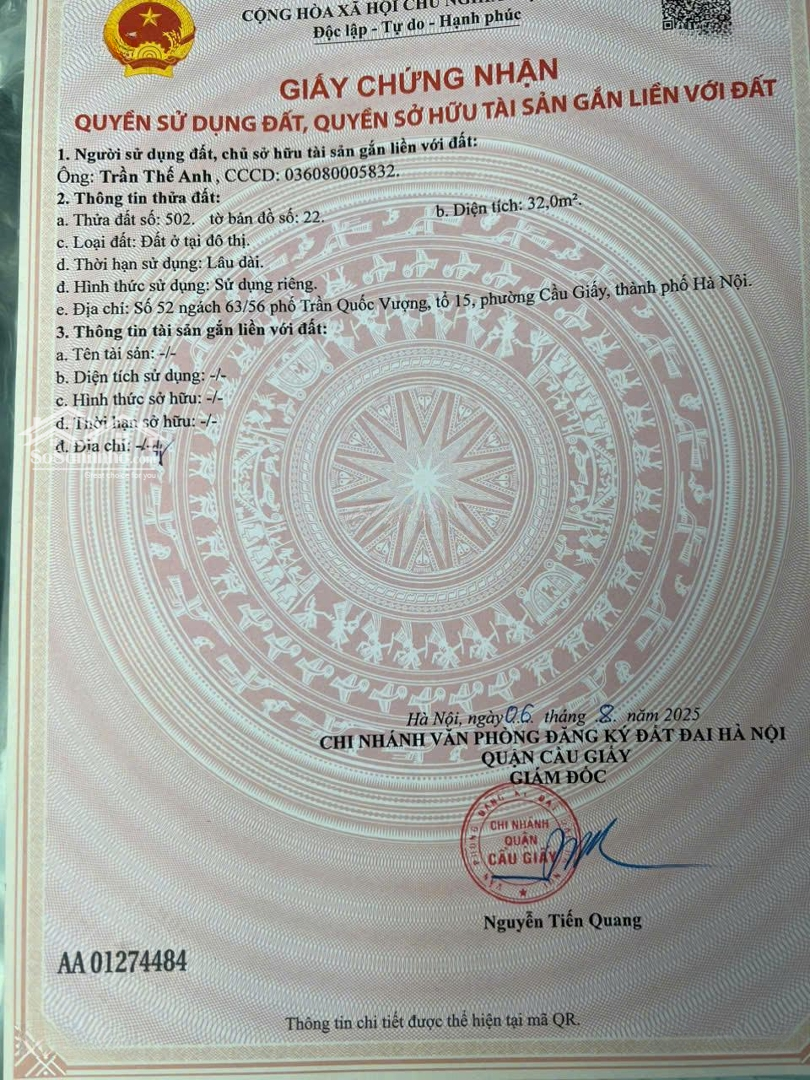 CỘNG HÒA XÃ HỘI CHỦ NGHĨA
Độc lập - Tự do - Hạnh phúc
GIẤY CHỨNG NHẬN
QUYỀN SỬ DỤNG ĐẤT, QUYỀN SỞ HỮU TÀI SẢN GẮN LIỀN VỚI ĐẤT
1. Người sử dụng đất, chủ sở hữu tài sản gắn liền với đất:
Ông: Trần Thế Anh , CCCD: 036080005832.
2. Thông tin thửa đất:
a. Thửa đất số: 502. tờ bản đồ số: 22. b. Diện tích: 32,0m².
c. Loại đất: Đất ở tại đô thị.
d. Thời hạn sử dụng: Lâu dài.
đ. Hình thức sử dụng: Sử dụng riêng.
e. Địa chỉ: Số 52 ngách 63/56 phố Trần Quốc Vượng, tổ 15, phường Cầu Giấy, thành phố Hà Nội.
3. Thông tin tài sản gắn liền với đất:
a. Tên tài sản: -/-
b. Diện tích sử dụng: -/-
c. Hình thức sở hữu: -/-
d. Thời hạn sở hữu: -/-
đ. Địa chỉ: -/-
Hà Nội, ngày 06 tháng 8 năm 2025
CHI NHÁNH VĂN PHÒNG ĐĂNG KÝ ĐẤT ĐAI HÀ NỘI
QUẬN CẦU GIẤY
GIÁM ĐỐC
CHI NHÁNH
QUẬN
CẦU GIẤY
Nguyễn Tiến Quang
AA 01274484
Thông tin chi tiết được thể hiện tại mã QR.